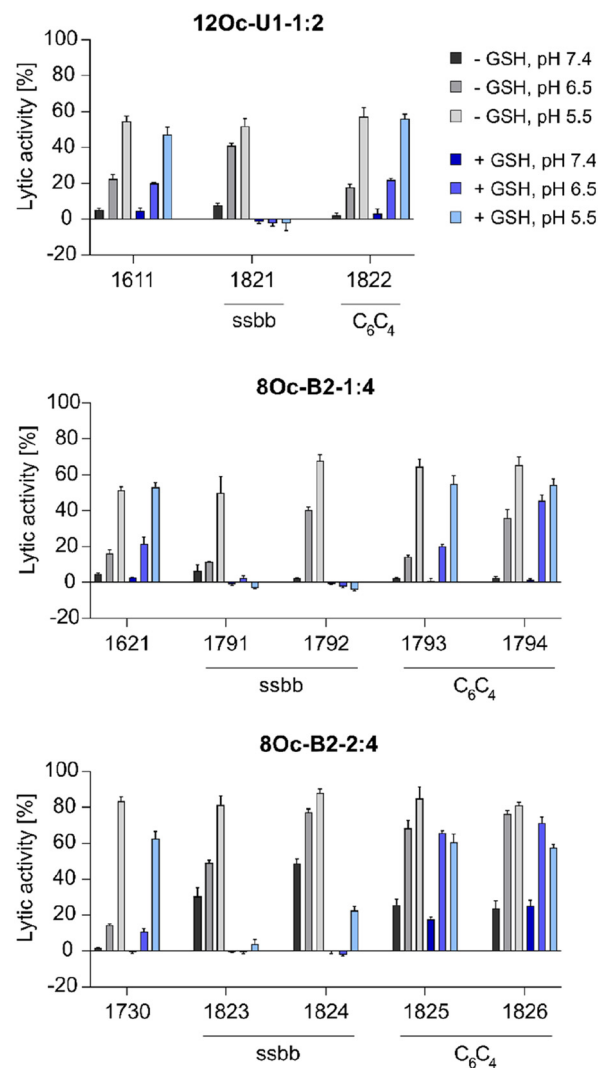 12Oc-U1-1:2
Lytic activity [%]
100
80
60
40
20
0
-20
1611 1821 1822
ssbb C₆C₄
- GSH, pH 7.4
- GSH, pH 6.5
- GSH, pH 5.5
+ GSH, pH 7.4
+ GSH, pH 6.5
+ GSH, pH 5.5
8Oc-B2-1:4
Lytic activity [%]
100
80
60
40
20
0
-20
1621 1791 1792 1793 1794
ssbb C₆C₄
8Oc-B2-2:4
Lytic activity [%]
100
80
60
40
20
0
-20
1730 1823 1824 1825 1826
ssbb C₆C₄